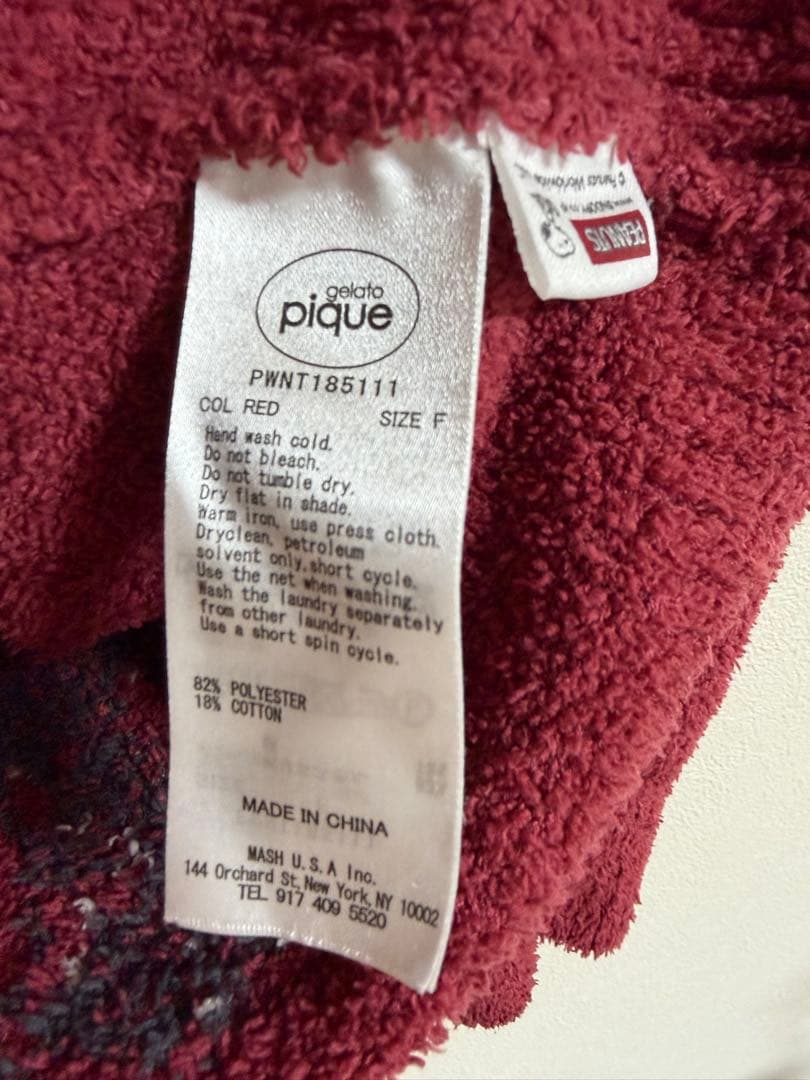 gelato
pique
PWNT185111
COL RED
SIZE F
Hand wash cold.
Do not bleach.
Do not tumble dry.
Dry flat in shade.
Warm iron, use press cloth.
Dryclean, petroleum
solvent only,short cycle.
Use the net when washing.
Wash the laundry separately
from other laundry.
Use a short spin cycle.
82% POLYESTER
18% COTTON
MADE IN CHINA
MASH U.S.A Inc.
144 Orchard St, New York, NY 10002
TEL 917 409 5520
PEANUTS
© Peanuts Worldwide